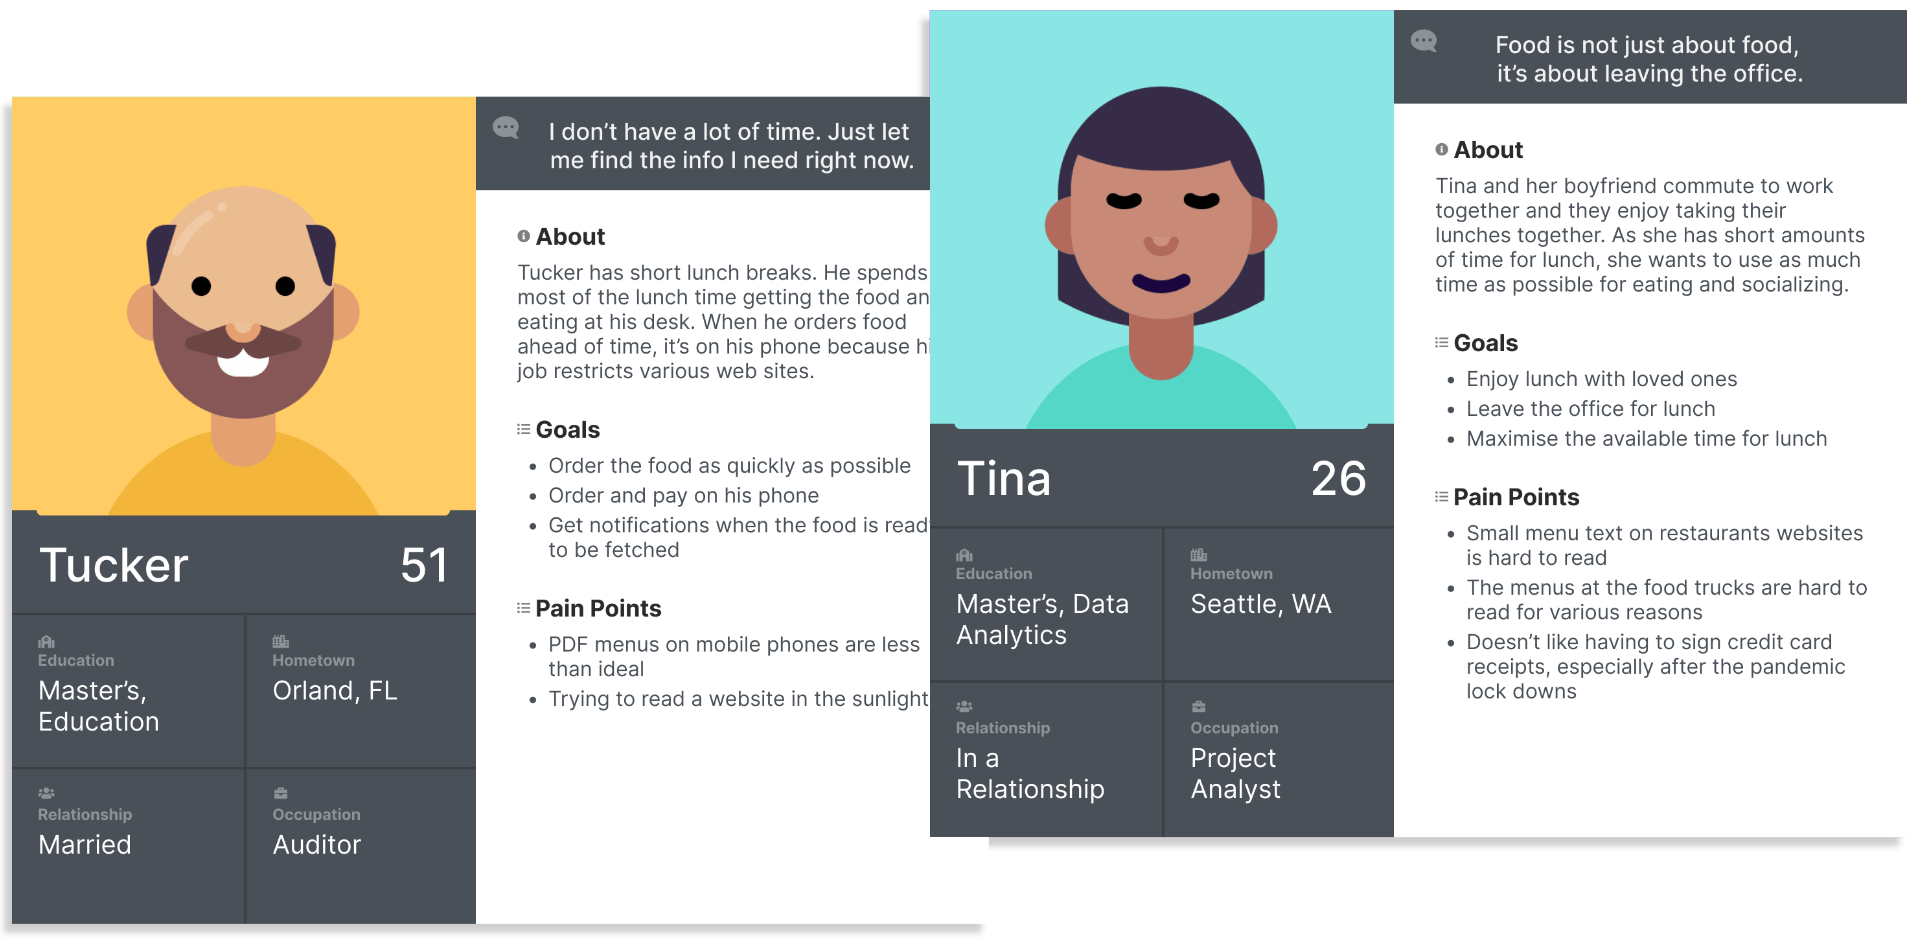 I don’t have a lot of time. Just let
me find the info I need right now.
About
Tucker has short lunch breaks. He spends
most of the lunch time getting the food
eating at his desk. When he orders food
ahead of time, it’s on his phone because
job restricts various web sites.
Goals
• Order the food as quickly as possible
• Order and pay on his phone
• Get notifications when the food is
to be fetched
Pain Points
• PDF menus on mobile phones are less
than ideal
• Trying to read a website in the sunlight
Tucker
51
Education
Master’s,
Education
Hometown
Orland, FL
Relationship
Married
Occupation
Auditor
Food is not just about food,
it’s about leaving the office.
About
Tina and her boyfriend commute to work
together and they enjoy taking their
lunches together. As she has short amounts
of time for lunch, she wants to use as much
time as possible for eating and socializing.
Goals
• Enjoy lunch with loved ones
• Leave the office for lunch
• Maximise the available time for lunch
Pain Points
• Small menu text on restaurants websites
is hard to read
• The menus at the food trucks are hard to
read for various reasons
• Doesn’t like having to sign credit card
receipts, especially after the pandemic
lock downs
Tina
26
Education
Master’s, Data
Analytics
Hometown
Seattle, WA
Relationship
In a
Relationship
Occupation
Project
Analyst